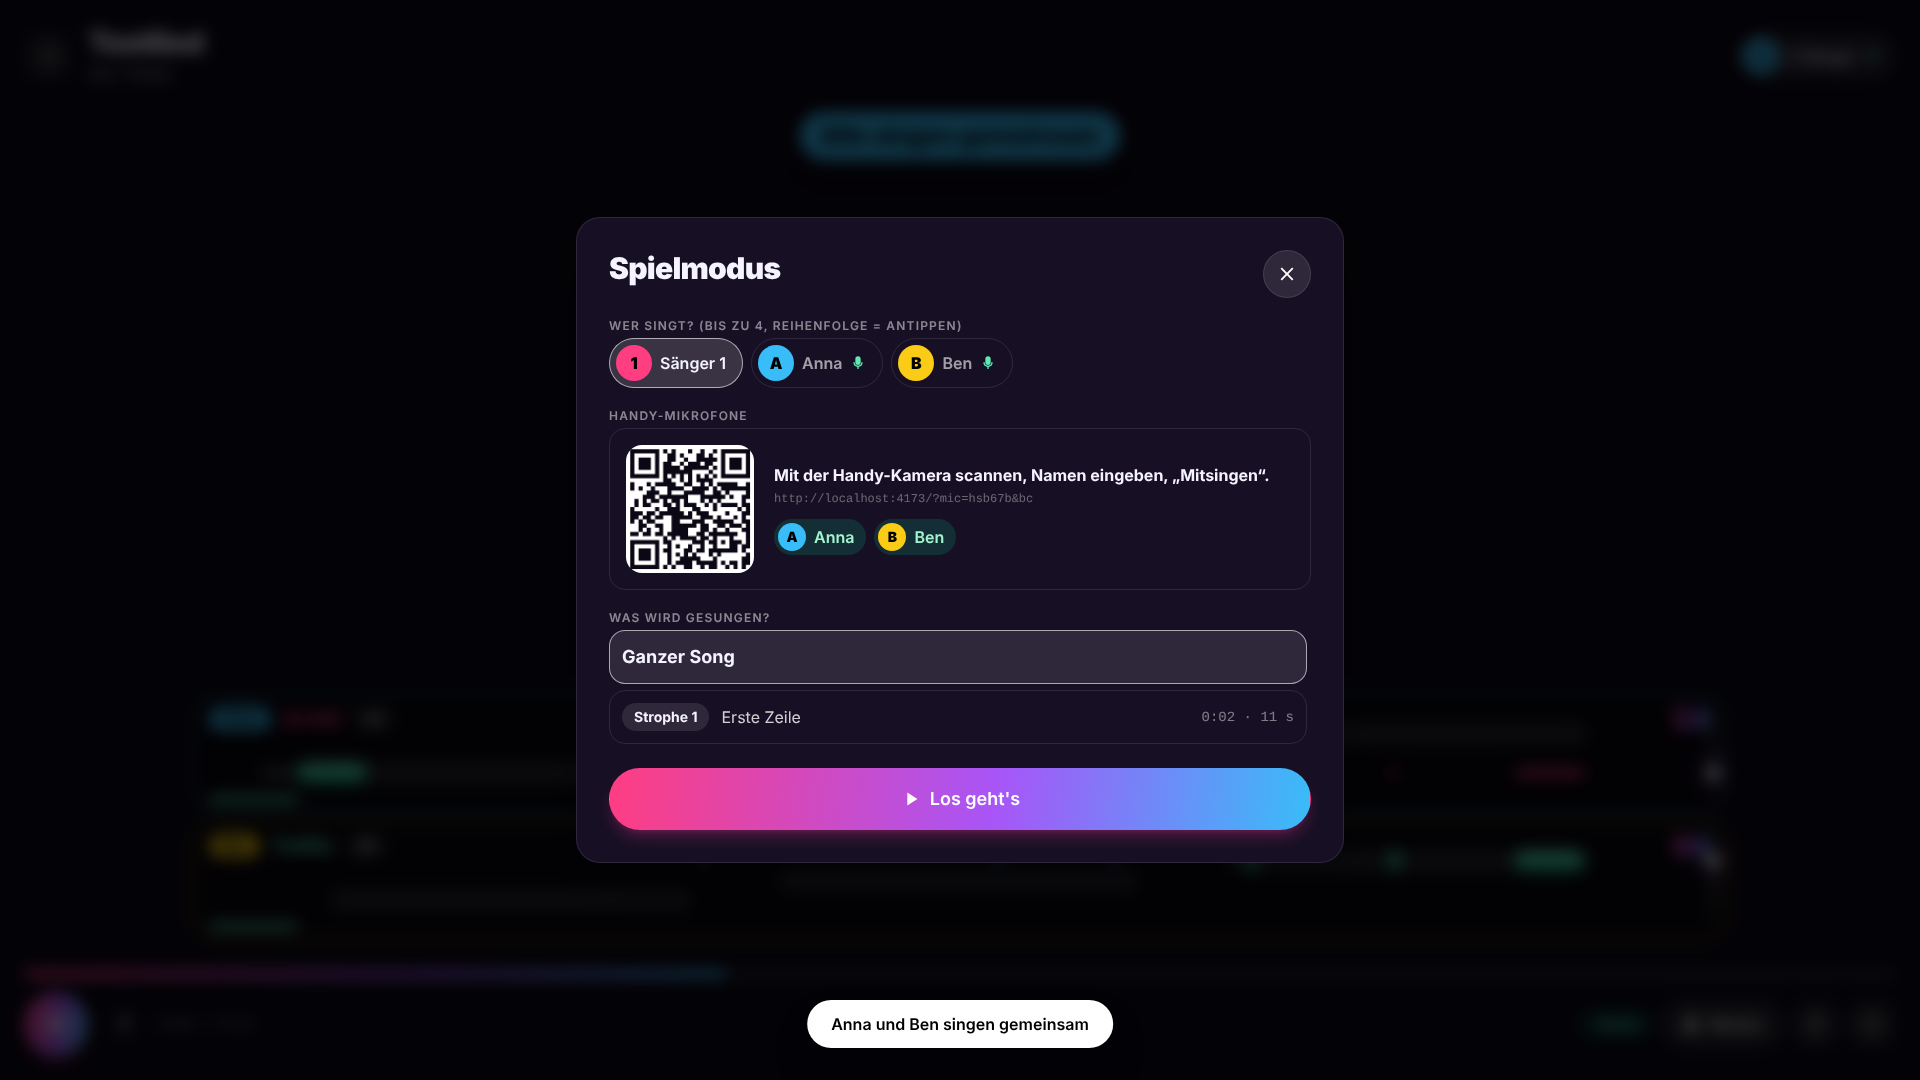 Spielmodus
WER SINGT? (BIS ZU 4, REIHENFOLGE = ANTIPPEN)
1 Sänger 1
A Anna
B Ben
HANDY-MIKROFONE
Mit der Handy-Kamera scannen, Namen eingeben, „Mitsingen“.
http://localhost:4173/?mic=hsb67b&bc
A Anna
B Ben
WAS WIRD GESUNGEN?
Ganzer Song
Strophe 1 Erste Zeile 0:02 · 11 s
Los geht's
Anna und Ben singen gemeinsam